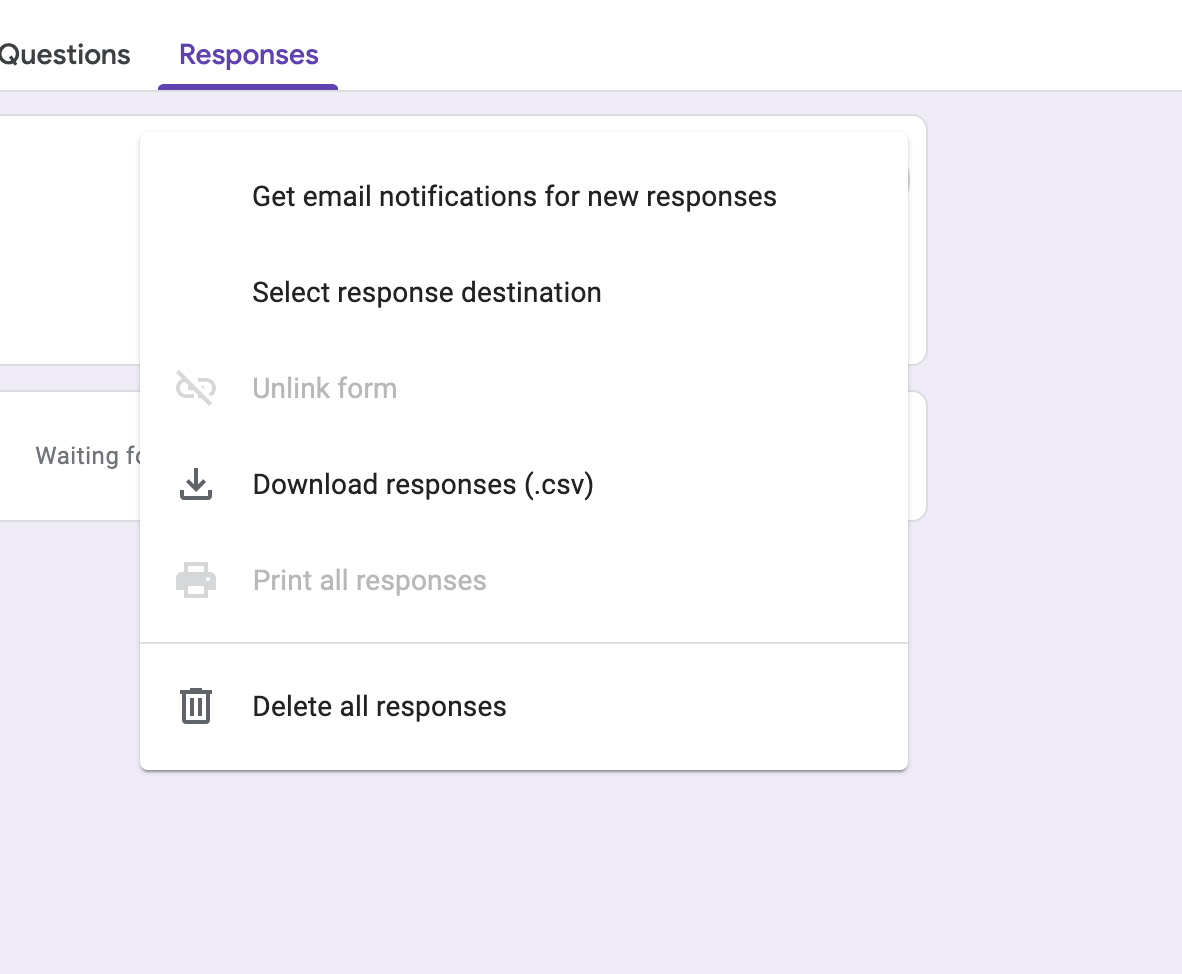 Questions Responses
Get email notifications for new responses
Select response destination
Unlink form
Waiting
Download responses (.csv)
Print all responses
Delete all responses